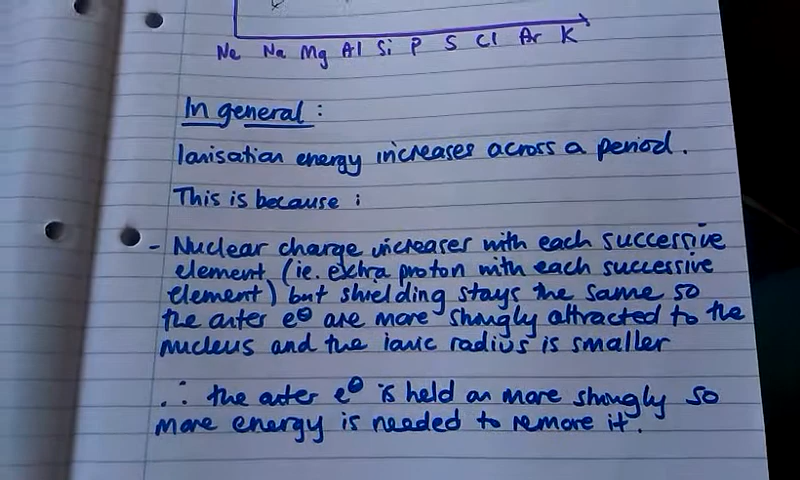 Ne Na Mg Al Si P S Cl Ar K
In general :
Ionisation energy increases across a period.
This is because :
- Nuclear charge increases with each successive
element (ie. extra proton with each successive
element) but shielding stays the same so
the outer e⊖ are more strongly attracted to the
nucleus and the ionic radius is smaller
∴ the outer e⊖ is held on more strongly so
more energy is needed to remove it.